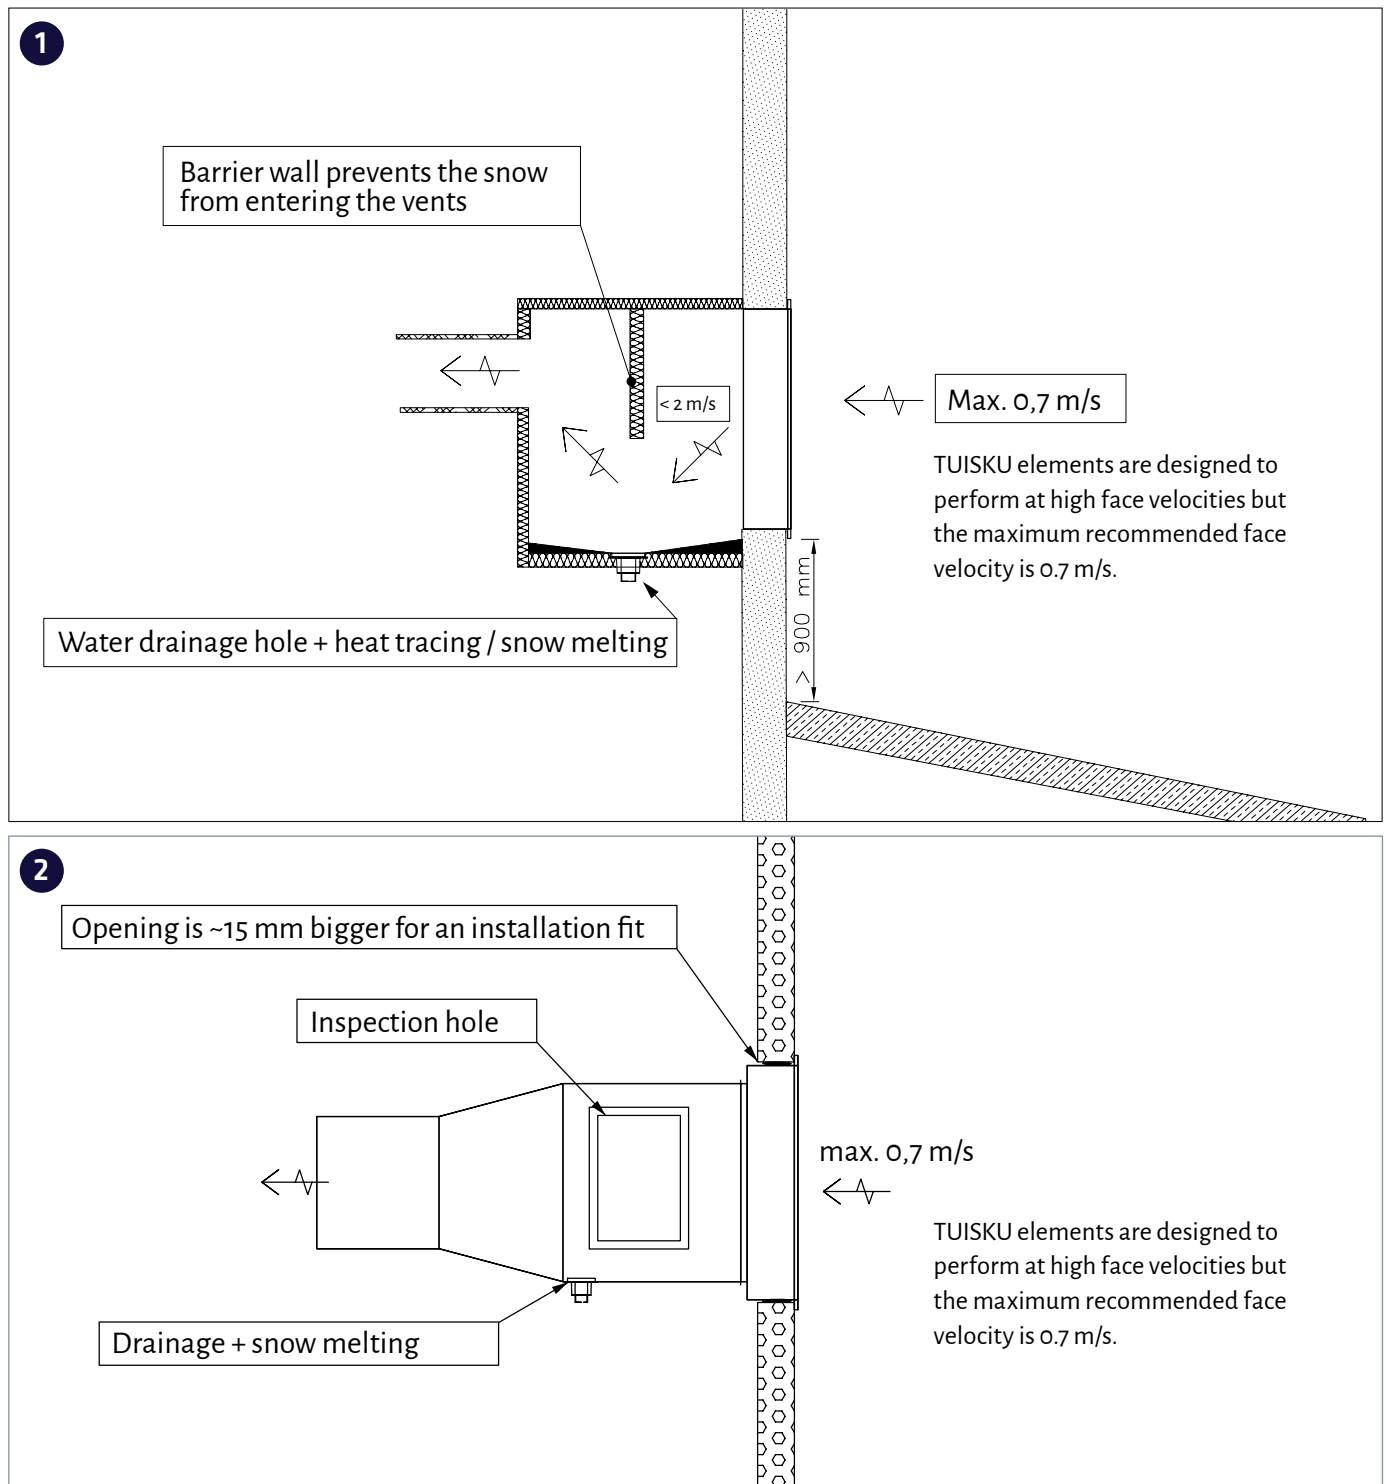 1
Barrier wall prevents the snow
from entering the vents
< 2 m/s
Max. 0,7 m/s
TUISKU elements are designed to
perform at high face velocities but
the maximum recommended face
velocity is 0.7 m/s.
> 900 mm
Water drainage hole + heat tracing / snow melting
2
Opening is ~15 mm bigger for an installation fit
Inspection hole
max. 0,7 m/s
TUISKU elements are designed to
perform at high face velocities but
the maximum recommended face
velocity is 0.7 m/s.
Drainage + snow melting